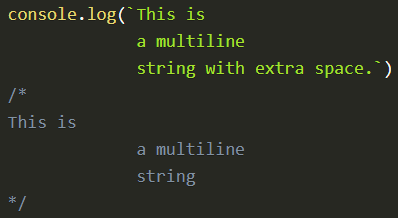 console.log(`This is
             a multiline
             string with extra space.`)
/*
This is
             a multiline
             string
*/